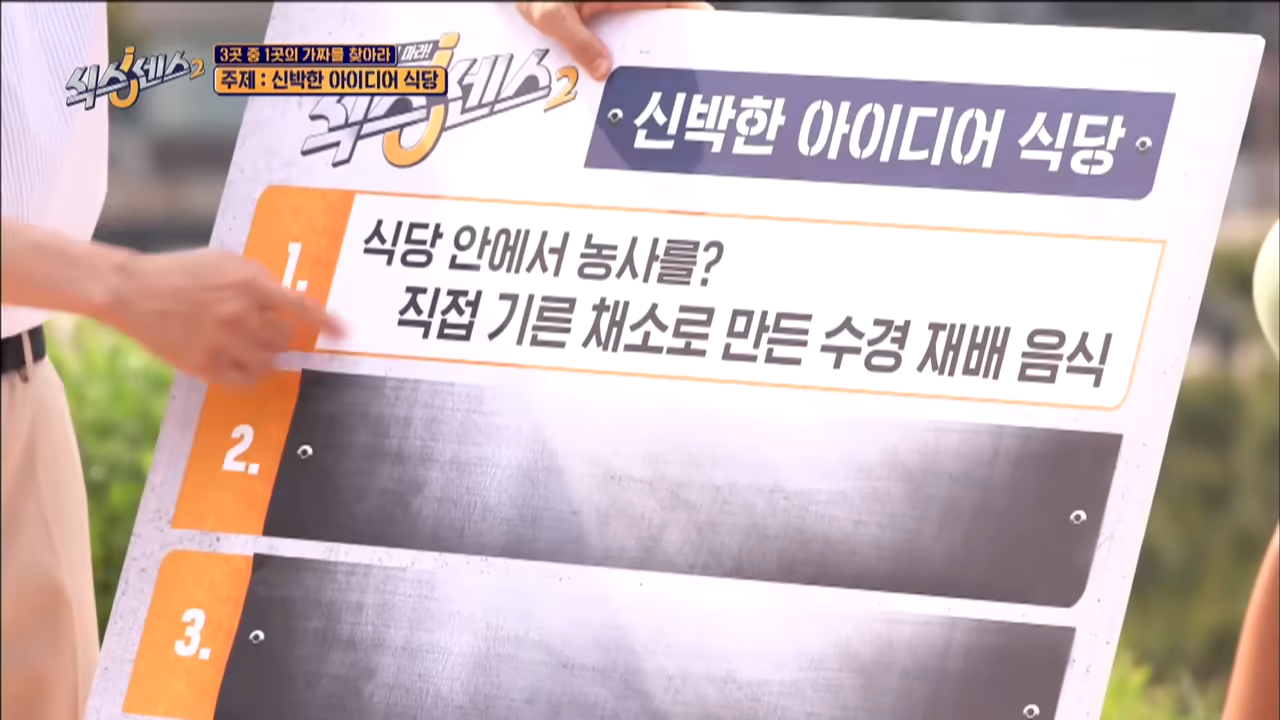 식스센스2
3곳 중 1곳의 가짜를 찾아라
주제 : 신박한 아이디어 식당
마라!
식스센스2
신박한 아이디어 식당
1.
식당 안에서 농사를?
직접 기른 채소로 만든 수경 재배 음식
2.
3.